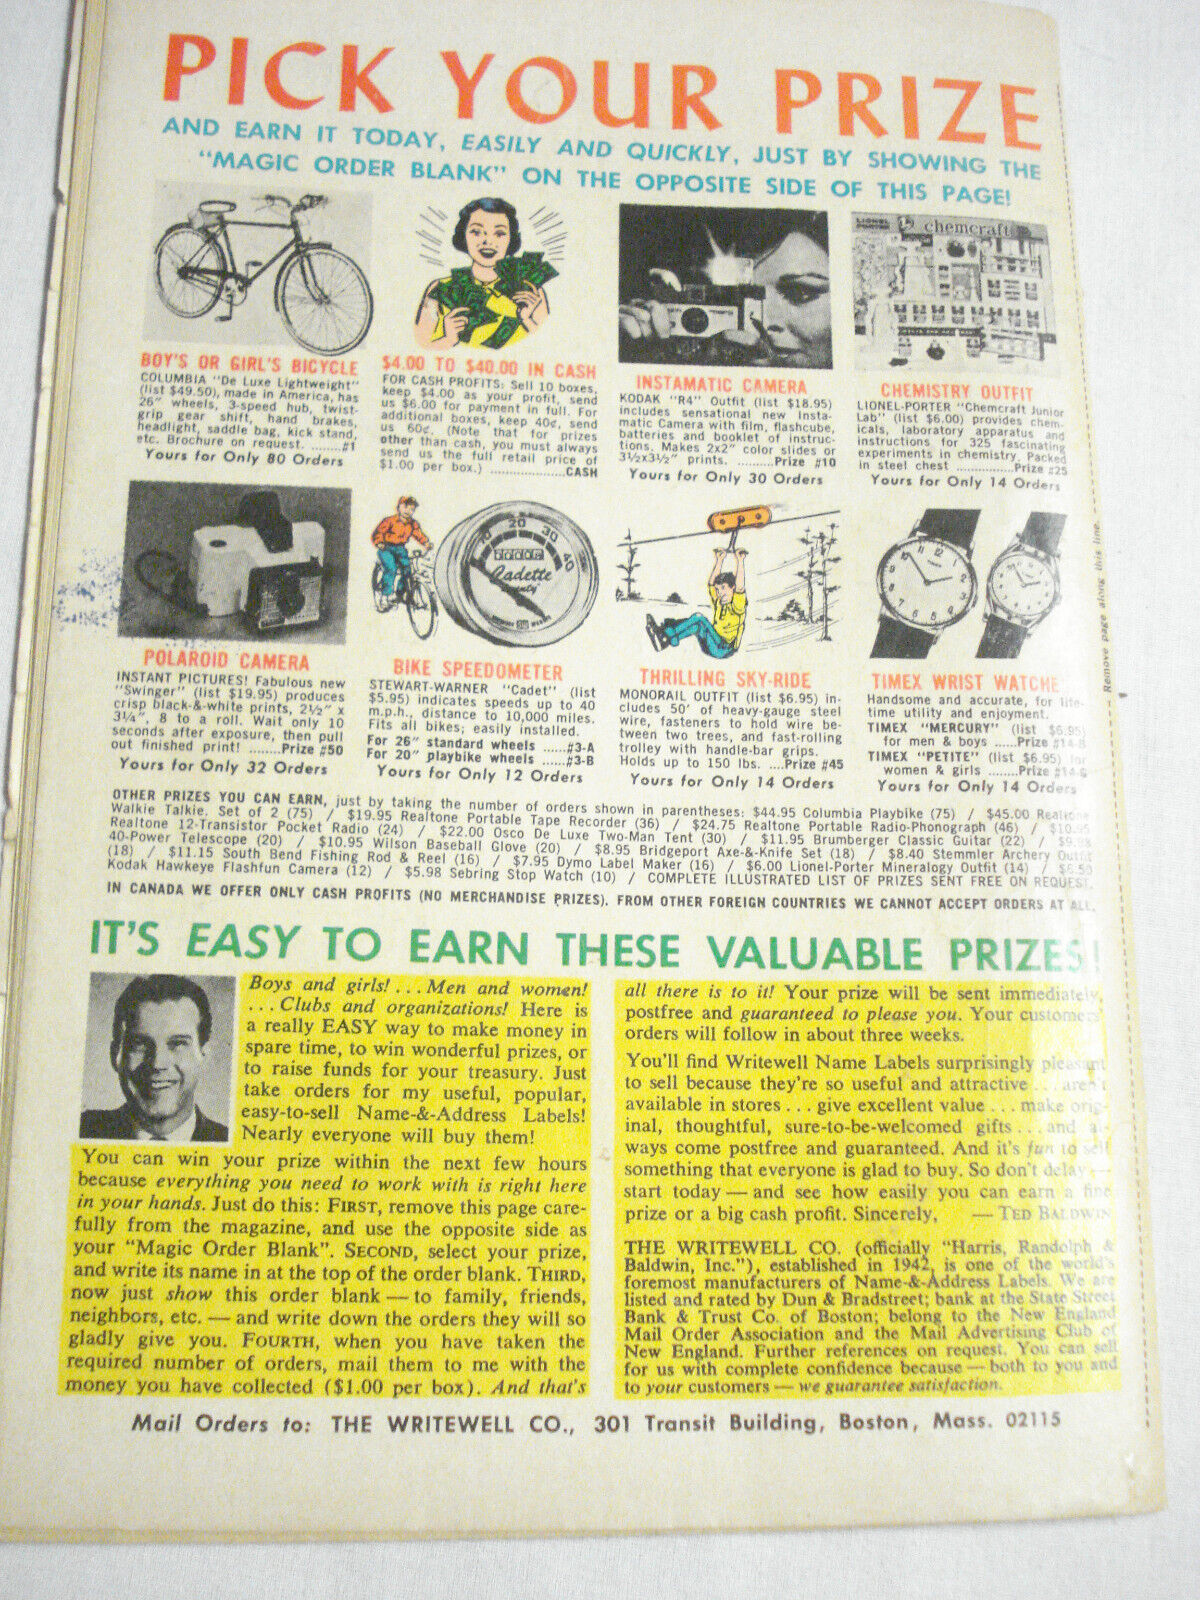 PICK YOUR PRIZE
AND EARN IT TODAY, EASILY AND QUICKLY, JUST BY SHOWING THE
"MAGIC ORDER BLANK" ON THE OPPOSITE SIDE OF THIS PAGE!
BOY'S OR GIRL'S BICYCLE
COLUMBIA "De Luxe Lightweight"
(list $49.50), made in America, has
26" wheels, 3-speed hub, twist-
grip gear shift, hand brakes,
headlight, saddle bag, kick stand,
etc. Brochure on request. .......#1
Yours for Only 80 Orders
$4.00 TO $40.00 IN CASH
FOR CASH PROFITS: Sell 10 boxes,
keep $4.00 as your profit, send
us $6.00 for payment in full. For
additional boxes, keep 40¢, send
us 60¢. (Note that for prizes
other than cash, you must always
send us the full retail price of
$1.00 per box.) ..............CASH
INSTAMATIC CAMERA
KODAK "R4" Outfit (list $18.95)
includes sensational new Insta-
matic Camera with film, flashcube,
batteries and booklet of instruc-
tions. Makes 2x2" color slides or
3½x3½" prints. ..........Prize #10
Yours for Only 30 Orders
LIONEL PORTER
chemcraft
CHEMISTRY OUTFIT
LIONEL-PORTER "Chemcraft Junior
Lab" (list $6.00) provides chem-
icals, laboratory apparatus and
instructions for 325 fascinating
experiments in chemistry. Packed
in steel chest ..............Prize #25
Yours for Only 14 Orders
POLAROID CAMERA
INSTANT PICTURES! Fabulous new
"Swinger" (list $19.95) produces
crisp black-&-white prints, 2½" x
3¼", 8 to a roll. Wait only 10
seconds after exposure, then pull
out finished print! ........Prize #50
Yours for Only 32 Orders
10 20 30 40
Cadette
BIKE SPEEDOMETER
STEWART-WARNER "Cadet" (list
$5.95) indicates speeds up to 40
m.p.h., distance to 10,000 miles.
Fits all bikes; easily installed.
For 26" standard wheels ......#3-A
For 20" playbike wheels ......#3-B
Yours for Only 12 Orders
THRILLING SKY-RIDE
MONORAIL OUTFIT (list $6.95) in-
cludes 50' of heavy-gauge steel
wire, fasteners to hold wire be-
tween two trees, and fast-rolling
trolley with handle-bar grips.
Holds up to 150 lbs. ....Prize #45
Yours for Only 14 Orders
TIMEX WRIST WATCHE
Handsome and accurate, for life-
time utility and enjoyment.
TIMEX "MERCURY" (list $6.95)
for men & boys .....Prize #14-B
TIMEX "PETITE" (list $6.95) for
women & girls .......Prize #14-G
Yours for Only 14 Orders
Remove page along this line.
OTHER PRIZES YOU CAN EARN, just by taking the number of orders shown in parentheses: $44.95 Columbia Playbike (75) / $45.00 Realtone
Walkie Talkie, Set of 2 (75) / $19.95 Realtone Portable Tape Recorder (36) / $24.75 Realtone Portable Radio-Phonograph (46) / $10.95
Realtone 12-Transistor Pocket Radio (24) / $22.00 Osco De Luxe Two-Man Tent (30) / $11.95 Brumberger Classic Guitar (22) / $9.98
40-Power Telescope (20) / $10.95 Wilson Baseball Glove (20) / $8.95 Bridgeport Axe-&-Knife Set (18) / $8.40 Stemmler Archery Outfit
(18) / $11.15 South Bend Fishing Rod & Reel (16) / $7.95 Dymo Label Maker (16) / $6.00 Lionel-Porter Mineralogy Outfit (14) / $6.50
Kodak Hawkeye Flashfun Camera (12) / $5.98 Sebring Stop Watch (10) / COMPLETE ILLUSTRATED LIST OF PRIZES SENT FREE ON REQUEST.
IN CANADA WE OFFER ONLY CASH PROFITS (NO MERCHANDISE PRIZES). FROM OTHER FOREIGN COUNTRIES WE CANNOT ACCEPT ORDERS AT ALL.
IT'S EASY TO EARN THESE VALUABLE PRIZES!
Boys and girls! . . . Men and women!
. . . Clubs and organizations! Here is
a really EASY way to make money in
spare time, to win wonderful prizes, or
to raise funds for your treasury. Just
take orders for my useful, popular,
easy-to-sell Name-&-Address Labels!
Nearly everyone will buy them!
You can win your prize within the next few hours
because everything you need to work with is right here
in your hands. Just do this: FIRST, remove this page care-
fully from the magazine, and use the opposite side as
your "Magic Order Blank". SECOND, select your prize,
and write its name in at the top of the order blank. THIRD,
now just show this order blank — to family, friends,
neighbors, etc. — and write down the orders they will so
gladly give you. FOURTH, when you have taken the
required number of orders, mail them to me with the
money you have collected ($1.00 per box). And that's
all there is to it! Your prize will be sent immediately,
postfree and guaranteed to please you. Your customers'
orders will follow in about three weeks.
You'll find Writewell Name Labels surprisingly pleasant
to sell because they're so useful and attractive . . . aren't
available in stores . . . give excellent value . . . make orig-
inal, thoughtful, sure-to-be-welcomed gifts . . . and al-
ways come postfree and guaranteed. And it's fun to sell
something that everyone is glad to buy. So don't delay —
start today — and see how easily you can earn a fine
prize or a big cash profit. Sincerely, — TED BALDWIN
THE WRITEWELL CO. (officially "Harris, Randolph &
Baldwin, Inc."), established in 1942, is one of the world's
foremost manufacturers of Name-&-Address Labels. We are
listed and rated by Dun & Bradstreet; bank at the State Street
Bank & Trust Co. of Boston; belong to the New England
Mail Order Association and the Mail Advertising Club of
New England. Further references on request. You can sell
for us with complete confidence because — both to you and
to your customers — we guarantee satisfaction.
Mail Orders to: THE WRITEWELL CO., 301 Transit Building, Boston, Mass. 02115